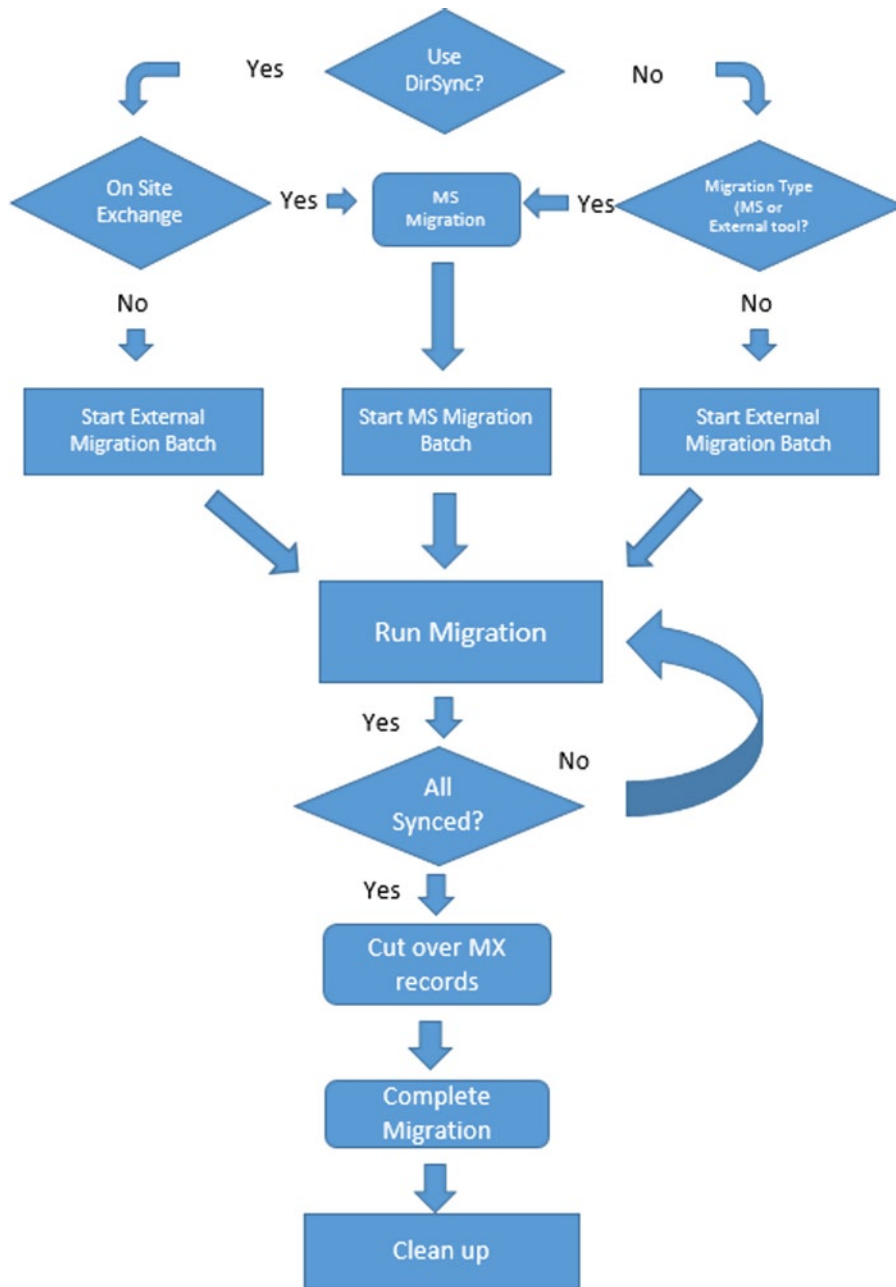 Use
DirSync?
Yes
No
On Site
Exchange
Yes
MS
Migration
Yes
Migration Type
(MS or
External tool?
No
No
Start External
Migration Batch
Start MS Migration
Batch
Start External
Migration Batch
Run Migration
Yes
No
All
Synced?
Yes
Cut over MX
records
Complete
Migration
Clean up